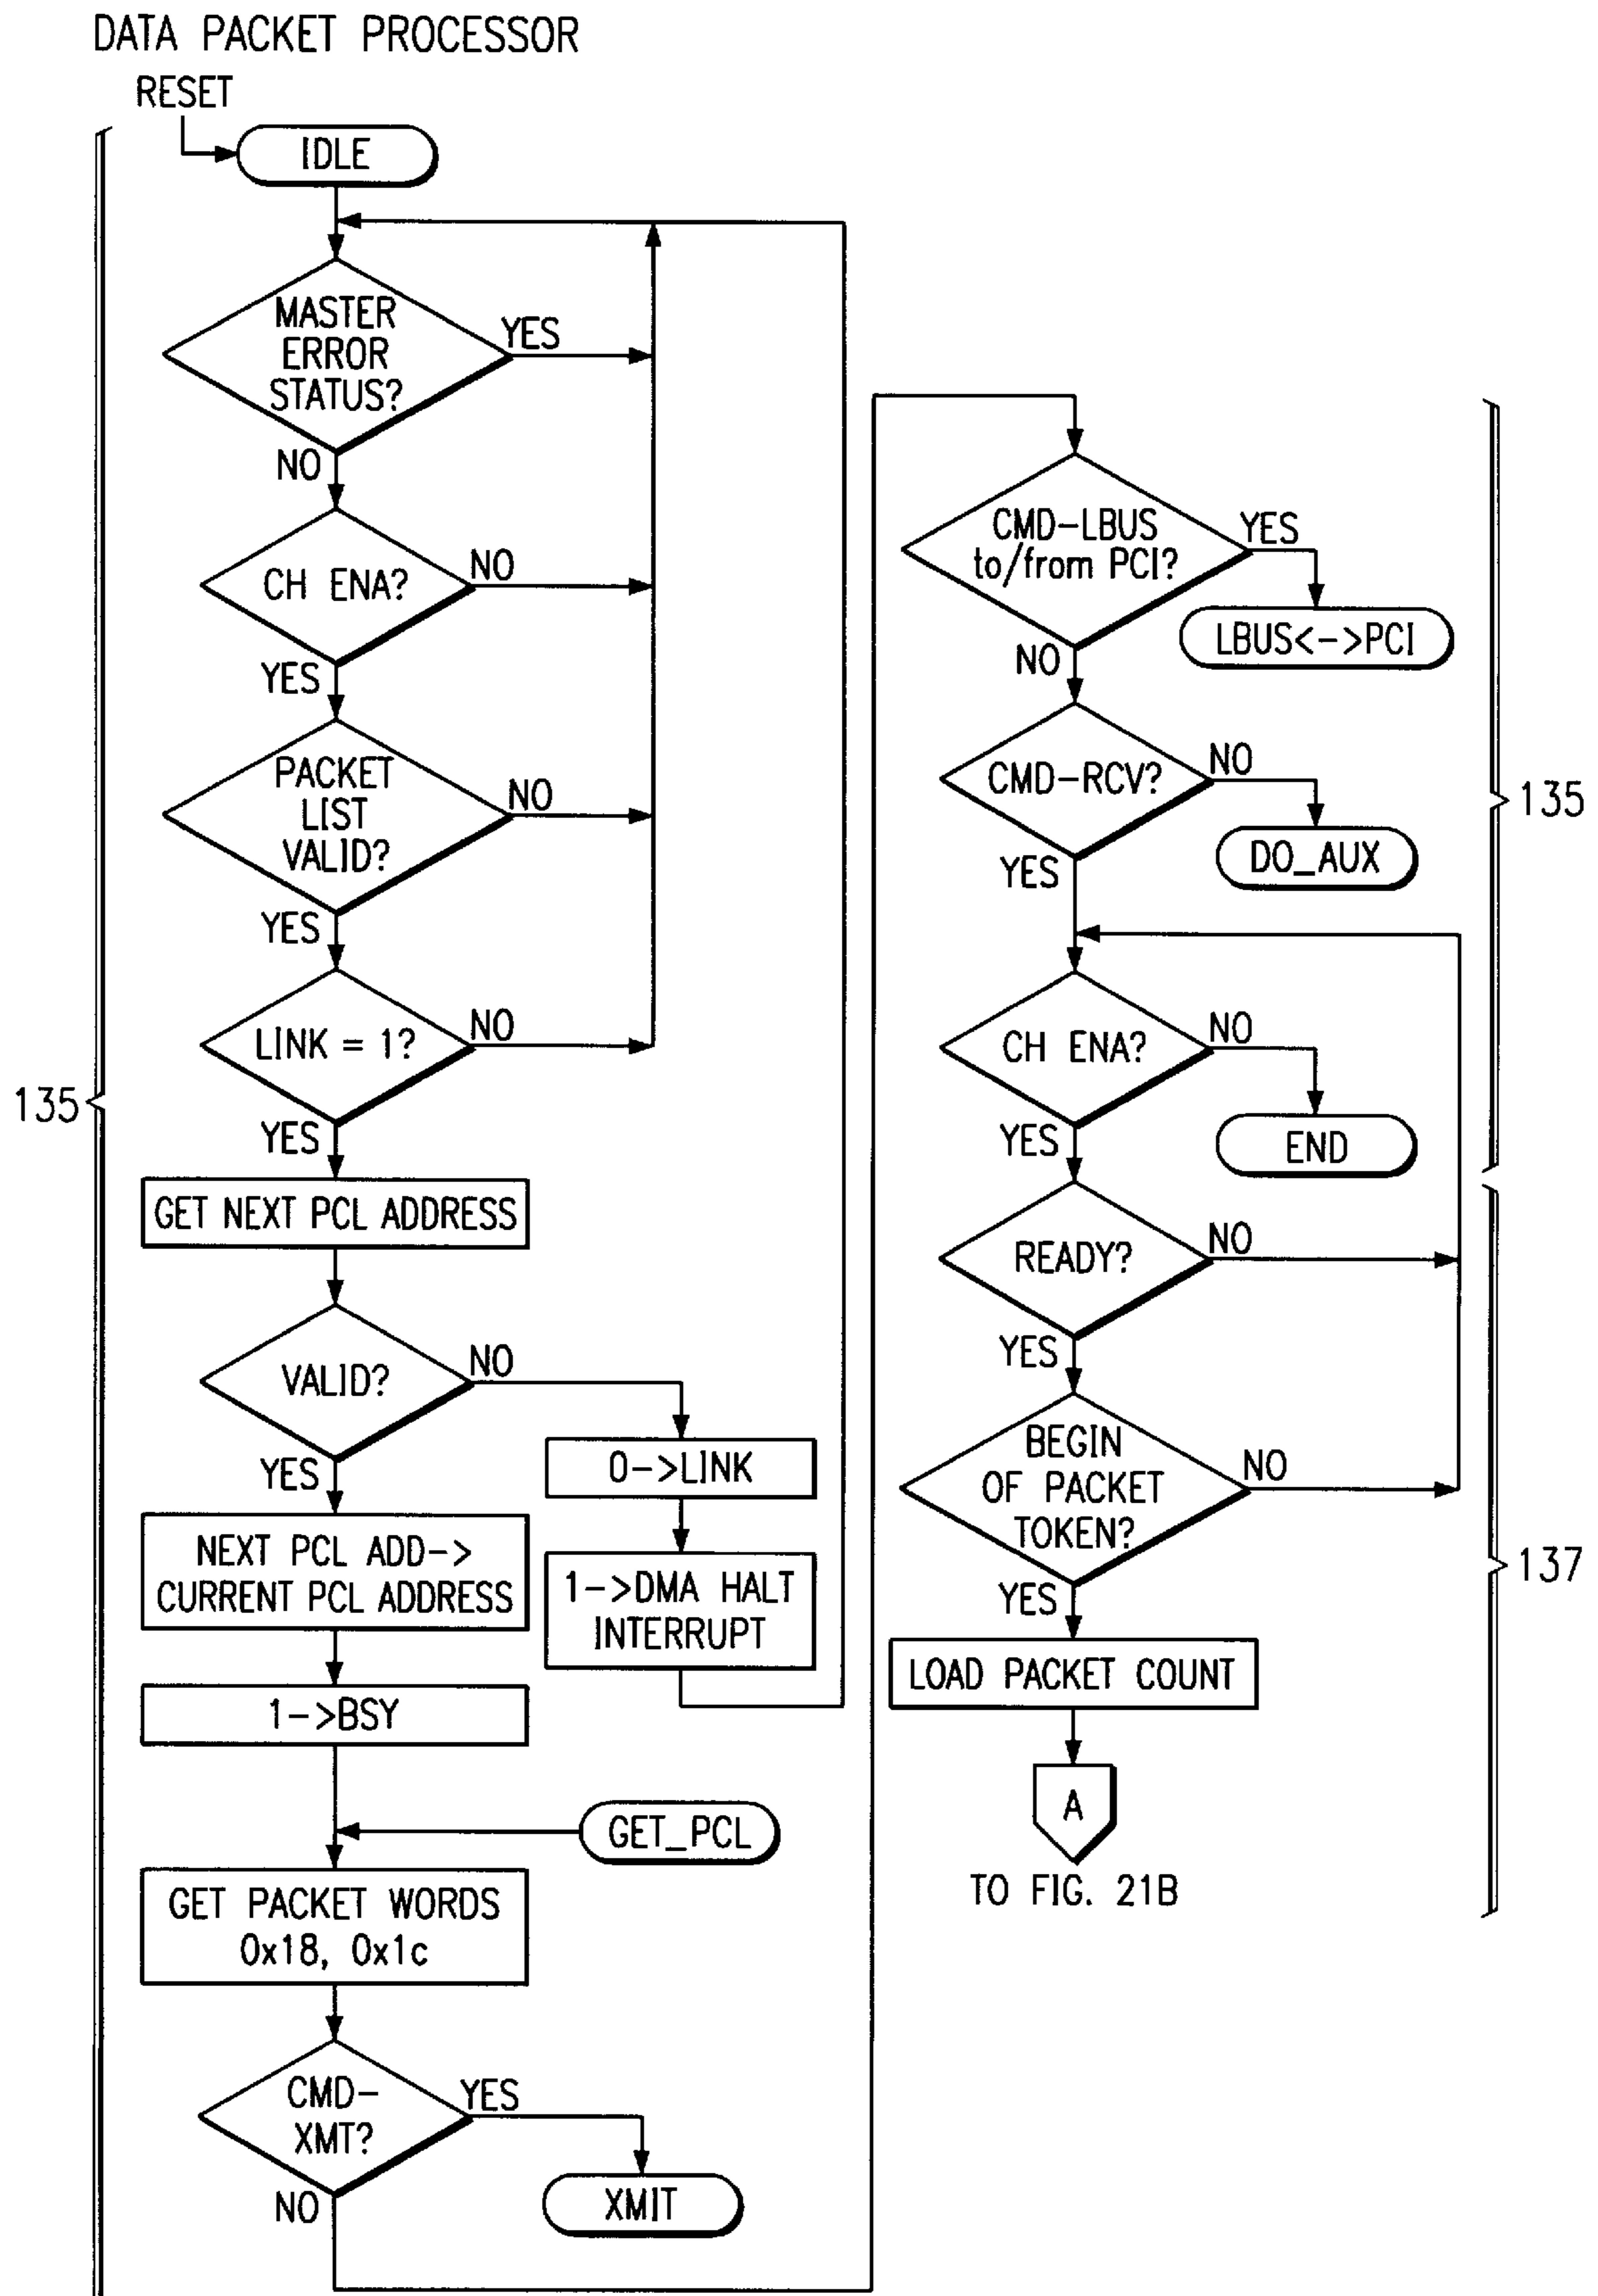 DATA PACKET PROCESSOR
RESET
IDLE
MASTER
ERROR
STATUS?
YES
NO
CH ENA?
NO
YES
PACKET
LIST
VALID?
NO
YES
LINK = 1?
NO
YES
135
GET NEXT PCL ADDRESS
VALID?
NO
YES
0->LINK
1->DMA HALT
INTERRUPT
NEXT PCL ADD->
CURRENT PCL ADDRESS
1->BSY
GET_PCL
GET PACKET WORDS
0x18, 0x1c
CMD-
XMT?
YES
XMIT
NO
CMD-LBUS
to/from PCI?
YES
LBUS<->PCI
NO
CMD-RCV?
NO
DO_AUX
YES
135
CH ENA?
NO
END
YES
READY?
NO
YES
BEGIN
OF PACKET
TOKEN?
NO
YES
137
LOAD PACKET COUNT
A
TO FIG. 21B